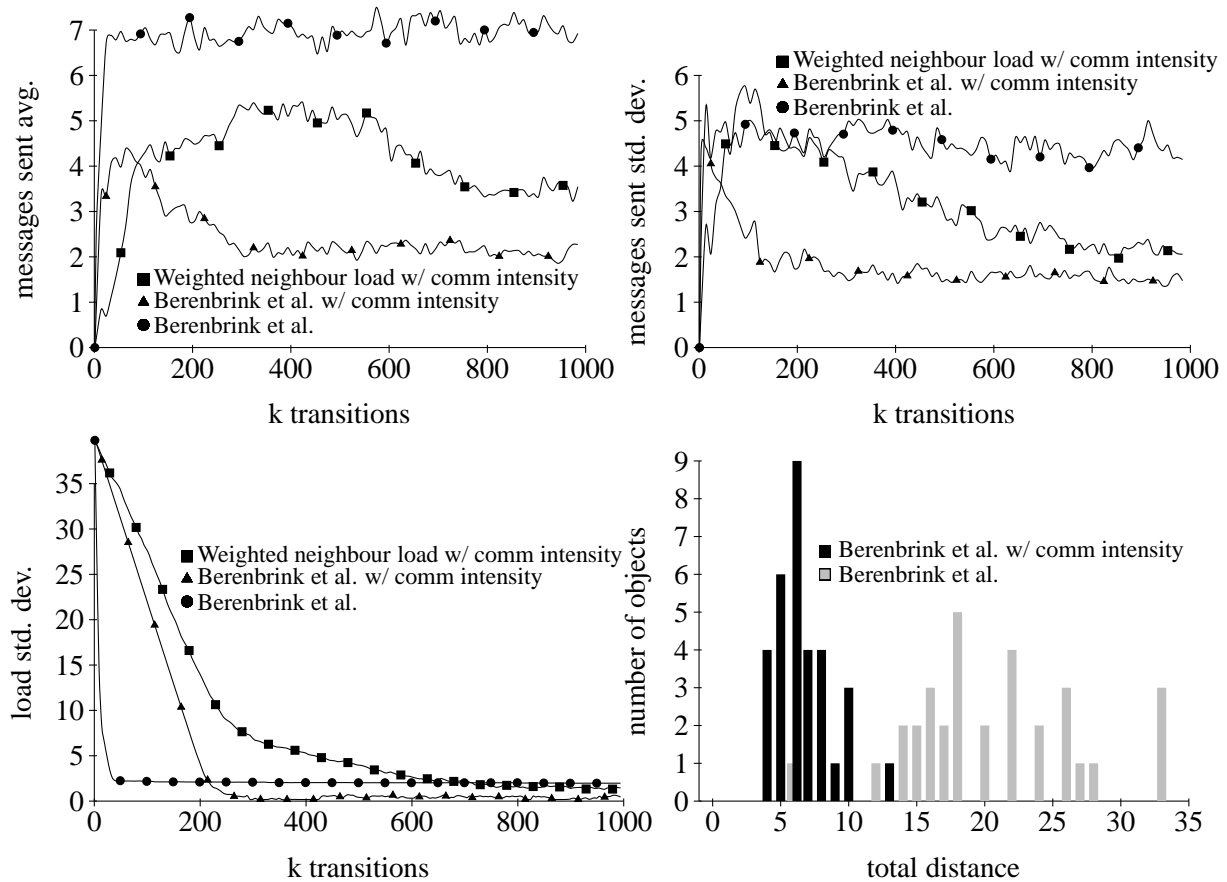 messages sent avg.
7
6
5
4
3
2
1
0
Weighted neighbour load w/ comm intensity
Berenbrink et al. w/ comm intensity
Berenbrink et al.
0 200 400 600 800 1000
k transitions
messages sent std. dev.
Weighted neighbour load w/ comm intensity
Berenbrink et al. w/ comm intensity
Berenbrink et al.
6
5
4
3
2
1
0
0 200 400 600 800 1000
k transitions
load std. dev.
35
30
25
20
15
10
5
0
Weighted neighbour load w/ comm intensity
Berenbrink et al. w/ comm intensity
Berenbrink et al.
0 200 400 600 800 1000
k transitions
number of objects
9
8
7
6
5
4
3
2
1
0
Berenbrink et al. w/ comm intensity
Berenbrink et al.
0 5 10 15 20 25 30 35
total distance